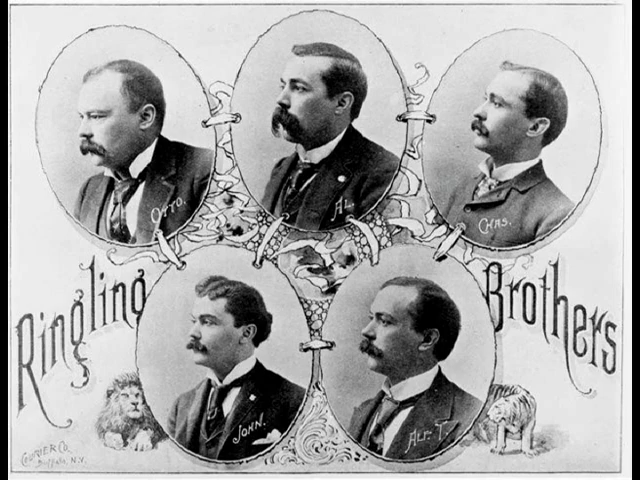 OTTO.
AL.
CHAS.
Ringling Brothers
JOHN.
ALF. T.
COURIER CO.
Buffalo, N.Y.